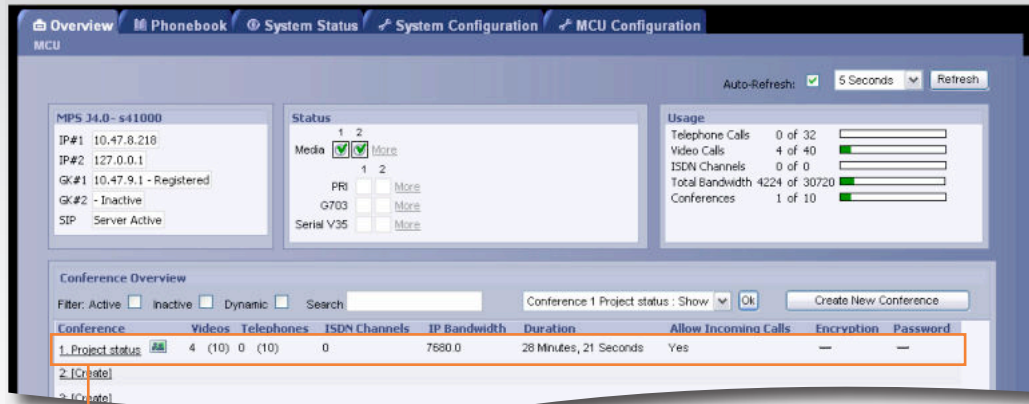 Overview Phonebook System Status System Configuration MCU Configuration
MCU
Auto-Refresh: 5 Seconds Refresh
MPS J4.0- s41000
IP#1 10.47.8.218
IP#2 127.0.0.1
GK#1 10.47.9.1 - Registered
GK#2 - Inactive
SIP Server Active
Status
1 2
Media More
1 2
PRI More
G703 More
Serial V35 More
Usage
Telephone Calls 0 of 32
Video Calls 4 of 40
ISDN Channels 0 of 0
Total Bandwidth 4224 of 30720
Conferences 1 of 10
Conference Overview
Filter: Active Inactive Dynamic Search Conference 1 Project status : Show Ok Create New Conference
Conference Videos Telephones ISDN Channels IP Bandwidth Duration Allow Incoming Calls Encryption Password
1. Project status 4 (10) 0 (10) 0 7680.0 28 Minutes, 21 Seconds Yes — —
2: [Create]
3: [Create]